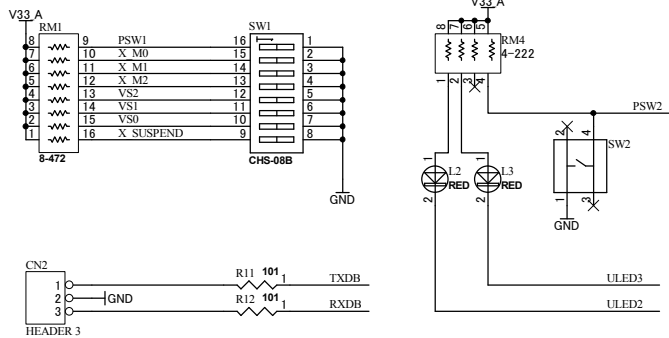 V33_A
RM1
8 9 PSW1 16 1
7 10 X_M0 15 2
6 11 X_M1 14 3
5 12 X_M2 13 4
4 13 VS2 12 5
3 14 VS1 11 6
2 15 VS0 10 7
1 16 X_SUSPEND 9 8
8-472
SW1
CHS-08B
GND
V33_A
8 7 6 5
RM4
4-222
1 2 3 4
PSW2
2 4
SW2
1 3
GND
1 L2 RED 2
1 L3 RED 2
ULED3
ULED2
CN2
1 R11 101 1 TXDB
2 GND
3 R12 101 1 RXDB
HEADER 3